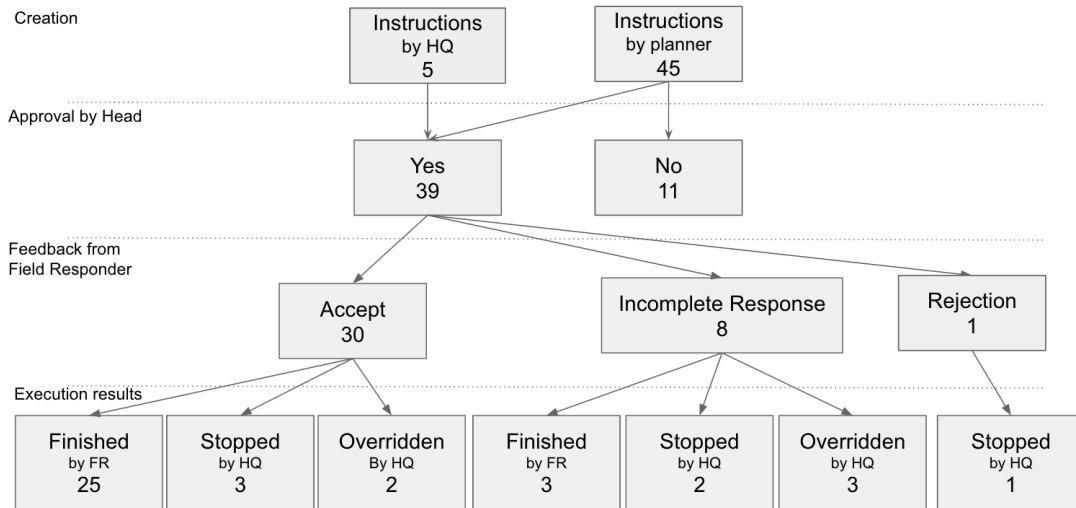 Creation
Instructions
by HQ
5
Instructions
by planner
45
Approval by Head
Yes
39
No
11
Feedback from
Field Responder
Accept
30
Incomplete Response
8
Rejection
1
Execution results
Finished
by FR
25
Stopped
by HQ
3
Overridden
By HQ
2
Finished
by FR
3
Stopped
by HQ
2
Overridden
by HQ
3
Stopped
by HQ
1